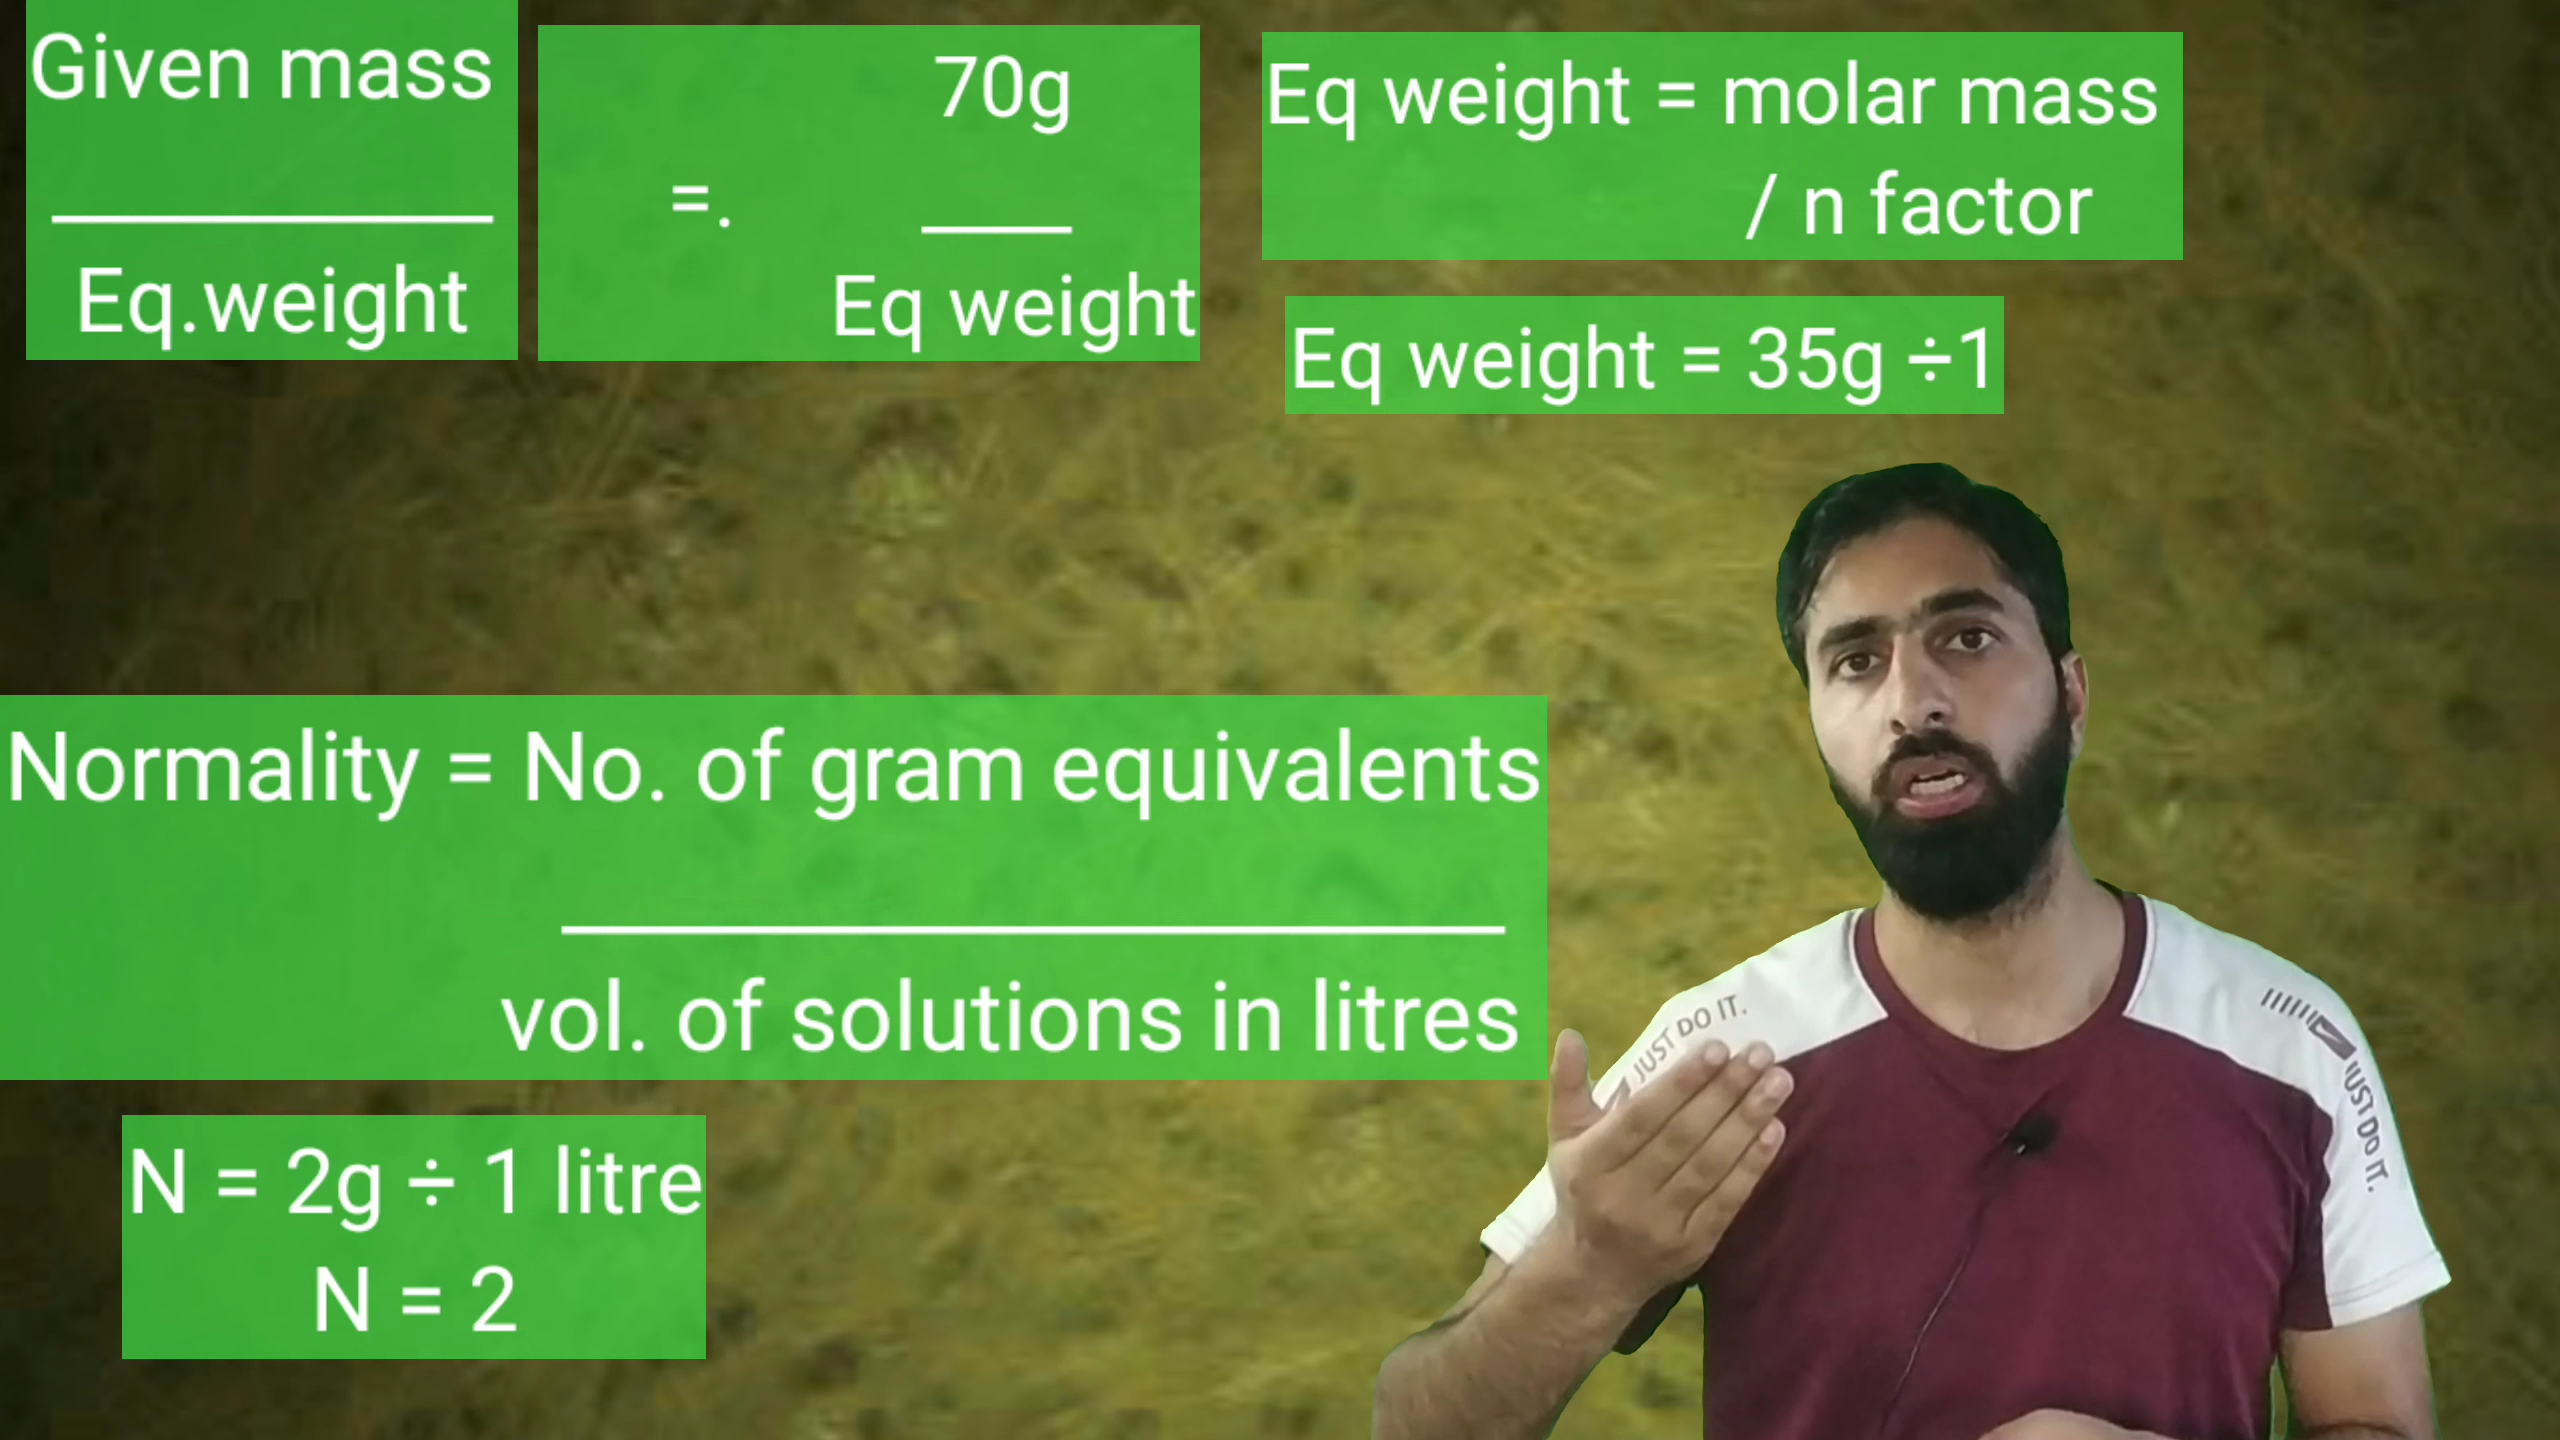 Given mass
Eq.weight
70g
=.
Eq weight
Eq weight = molar mass
/ n factor
Eq weight = 35g ÷1
Normality = No. of gram equivalents
vol. of solutions in litres
N = 2g ÷ 1 litre
N = 2
JUST DO IT.
JUST DO IT.